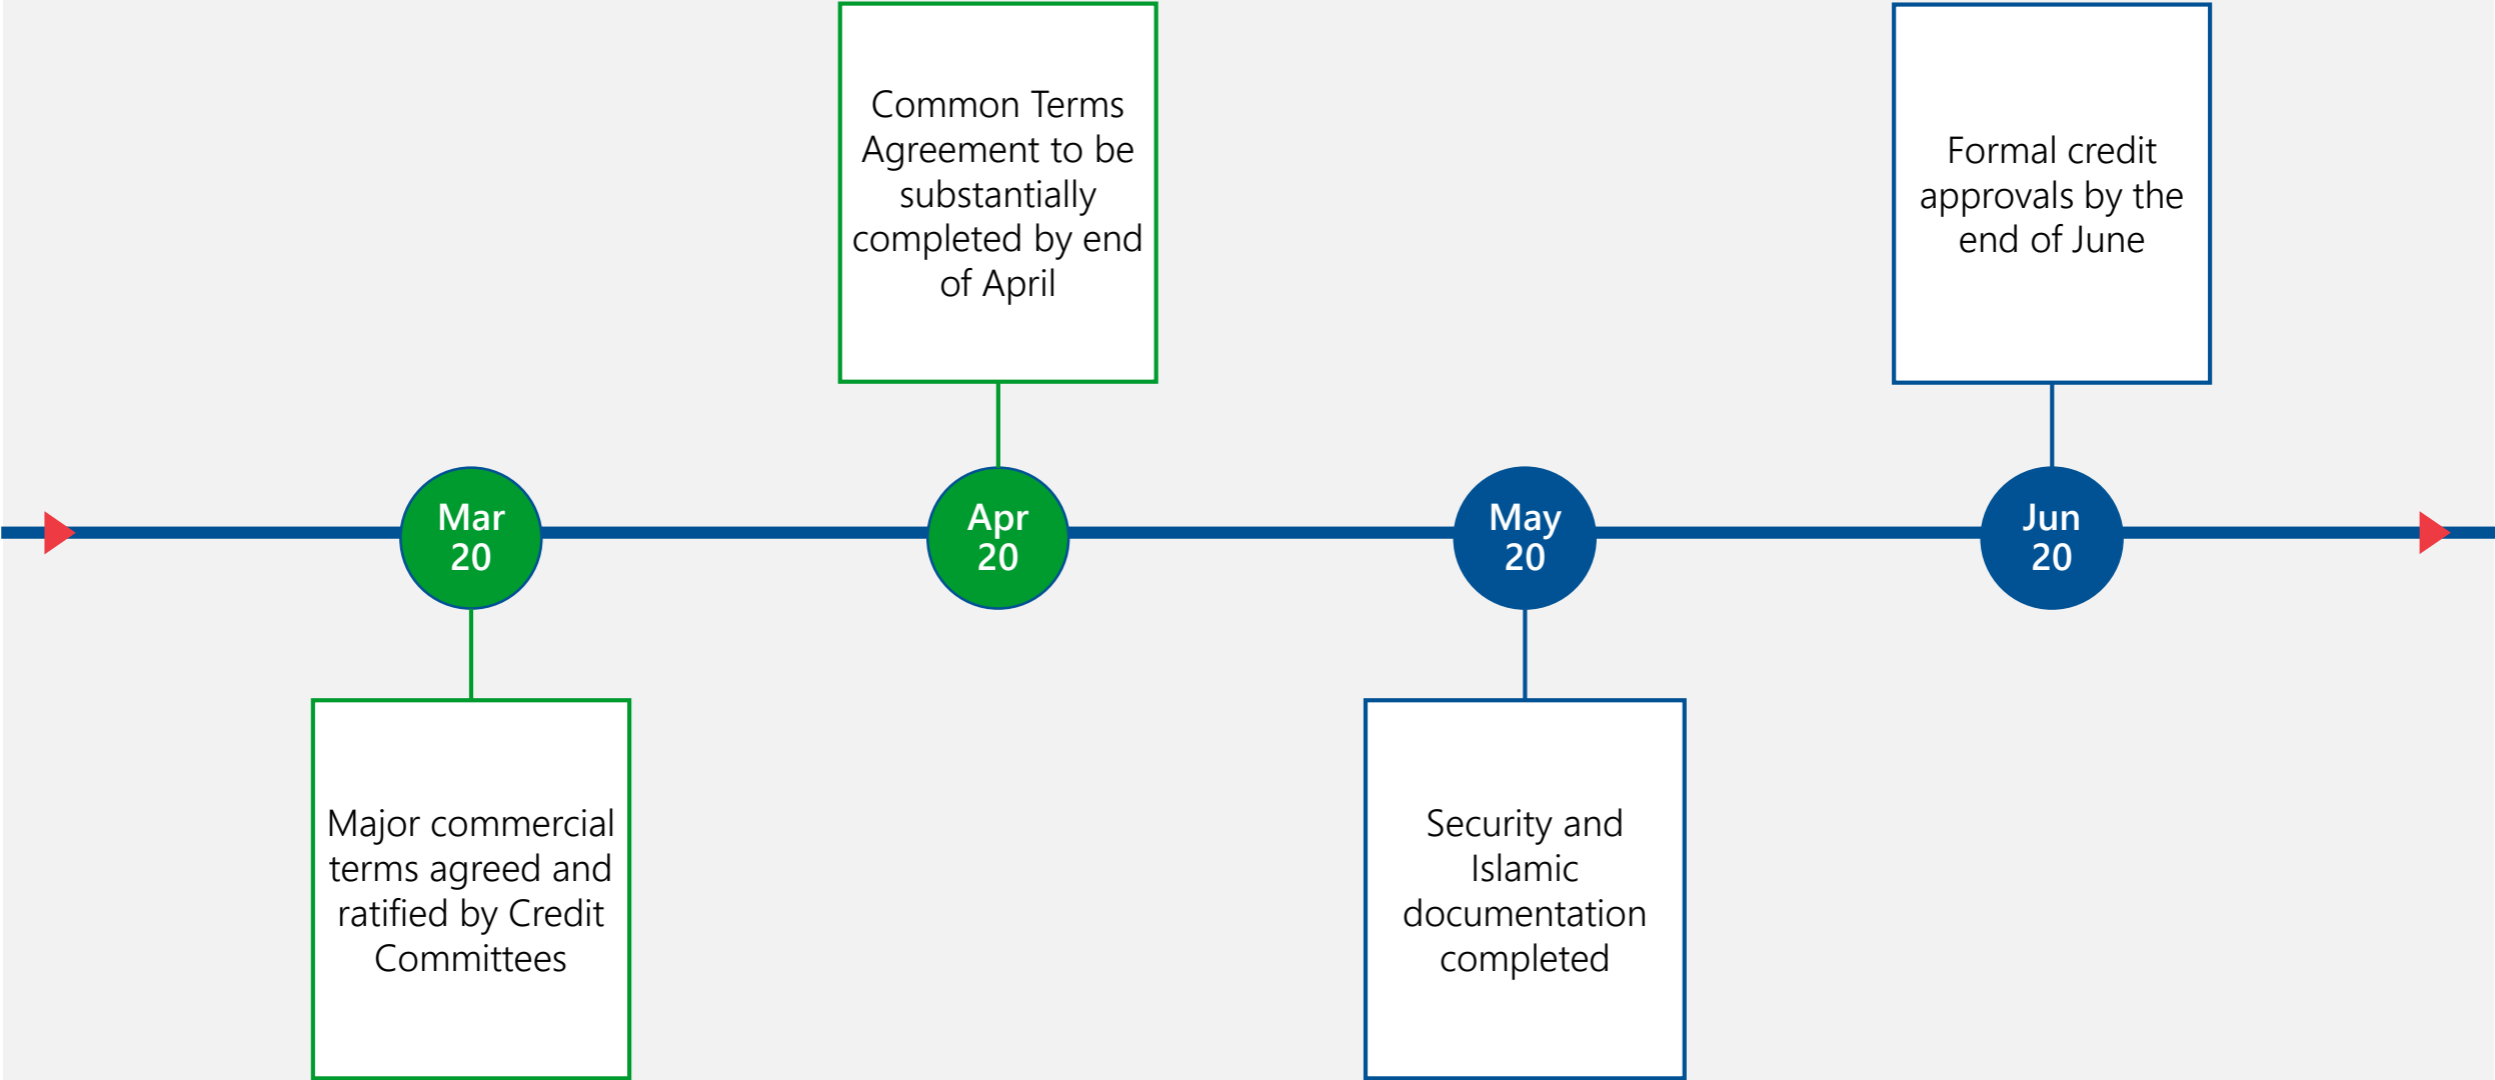 Common Terms
Agreement to be
substantially
completed by end
of April
Formal credit
approvals by the
end of June
Mar
20
Apr
20
May
20
Jun
20
Major commercial
terms agreed and
ratified by Credit
Committees
Security and
Islamic
documentation
completed